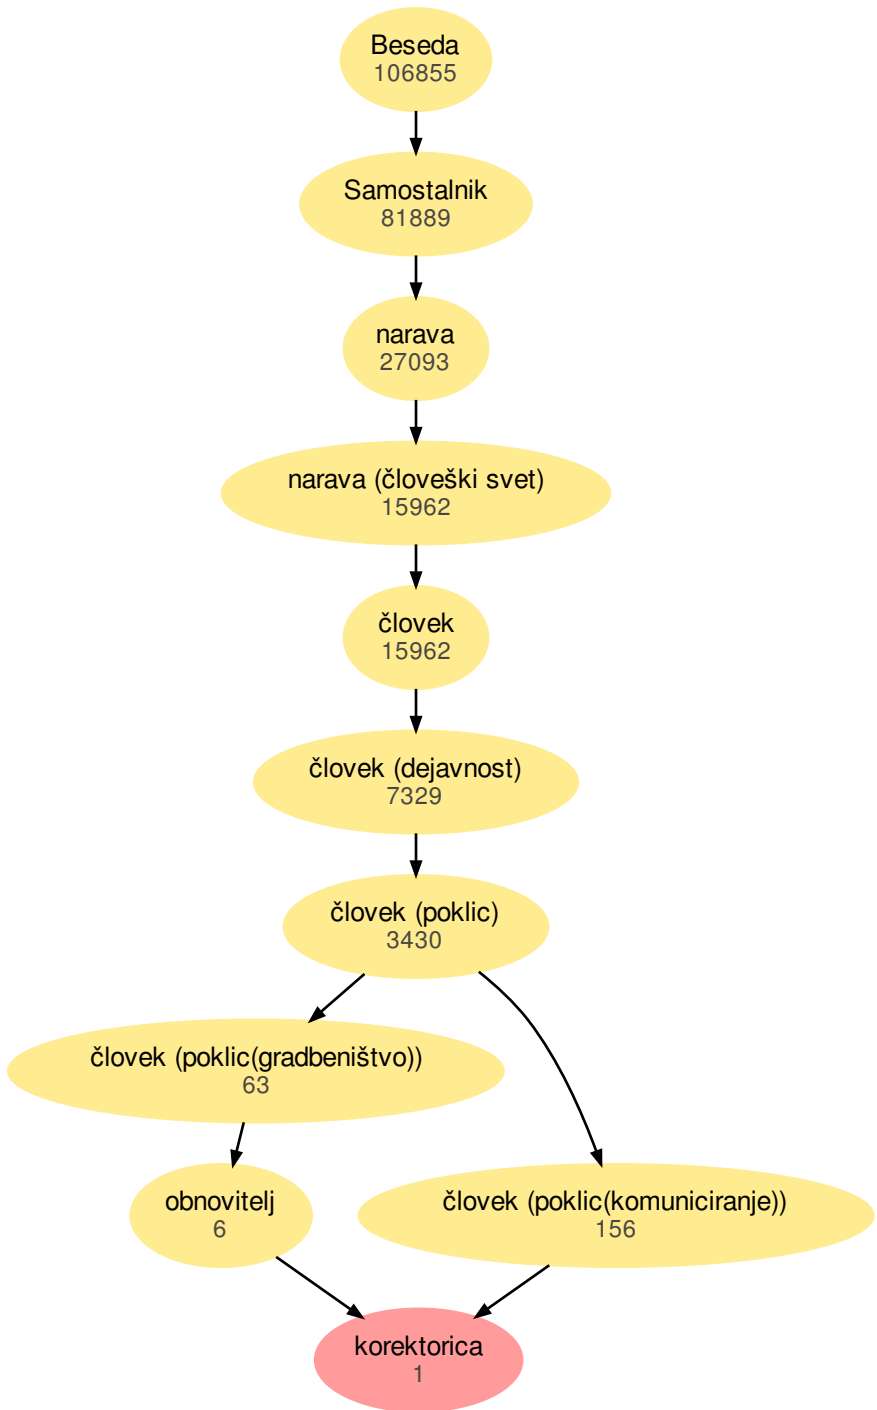 Beseda
106855
Samostalnik
81889
narava
27093
narava (človeški svet)
15962
človek
15962
človek (dejavnost)
7329
človek (poklic)
3430
človek (poklic(gradbeništvo))
63
obnovitelj
6
človek (poklic(komuniciranje))
156
korektorica
1